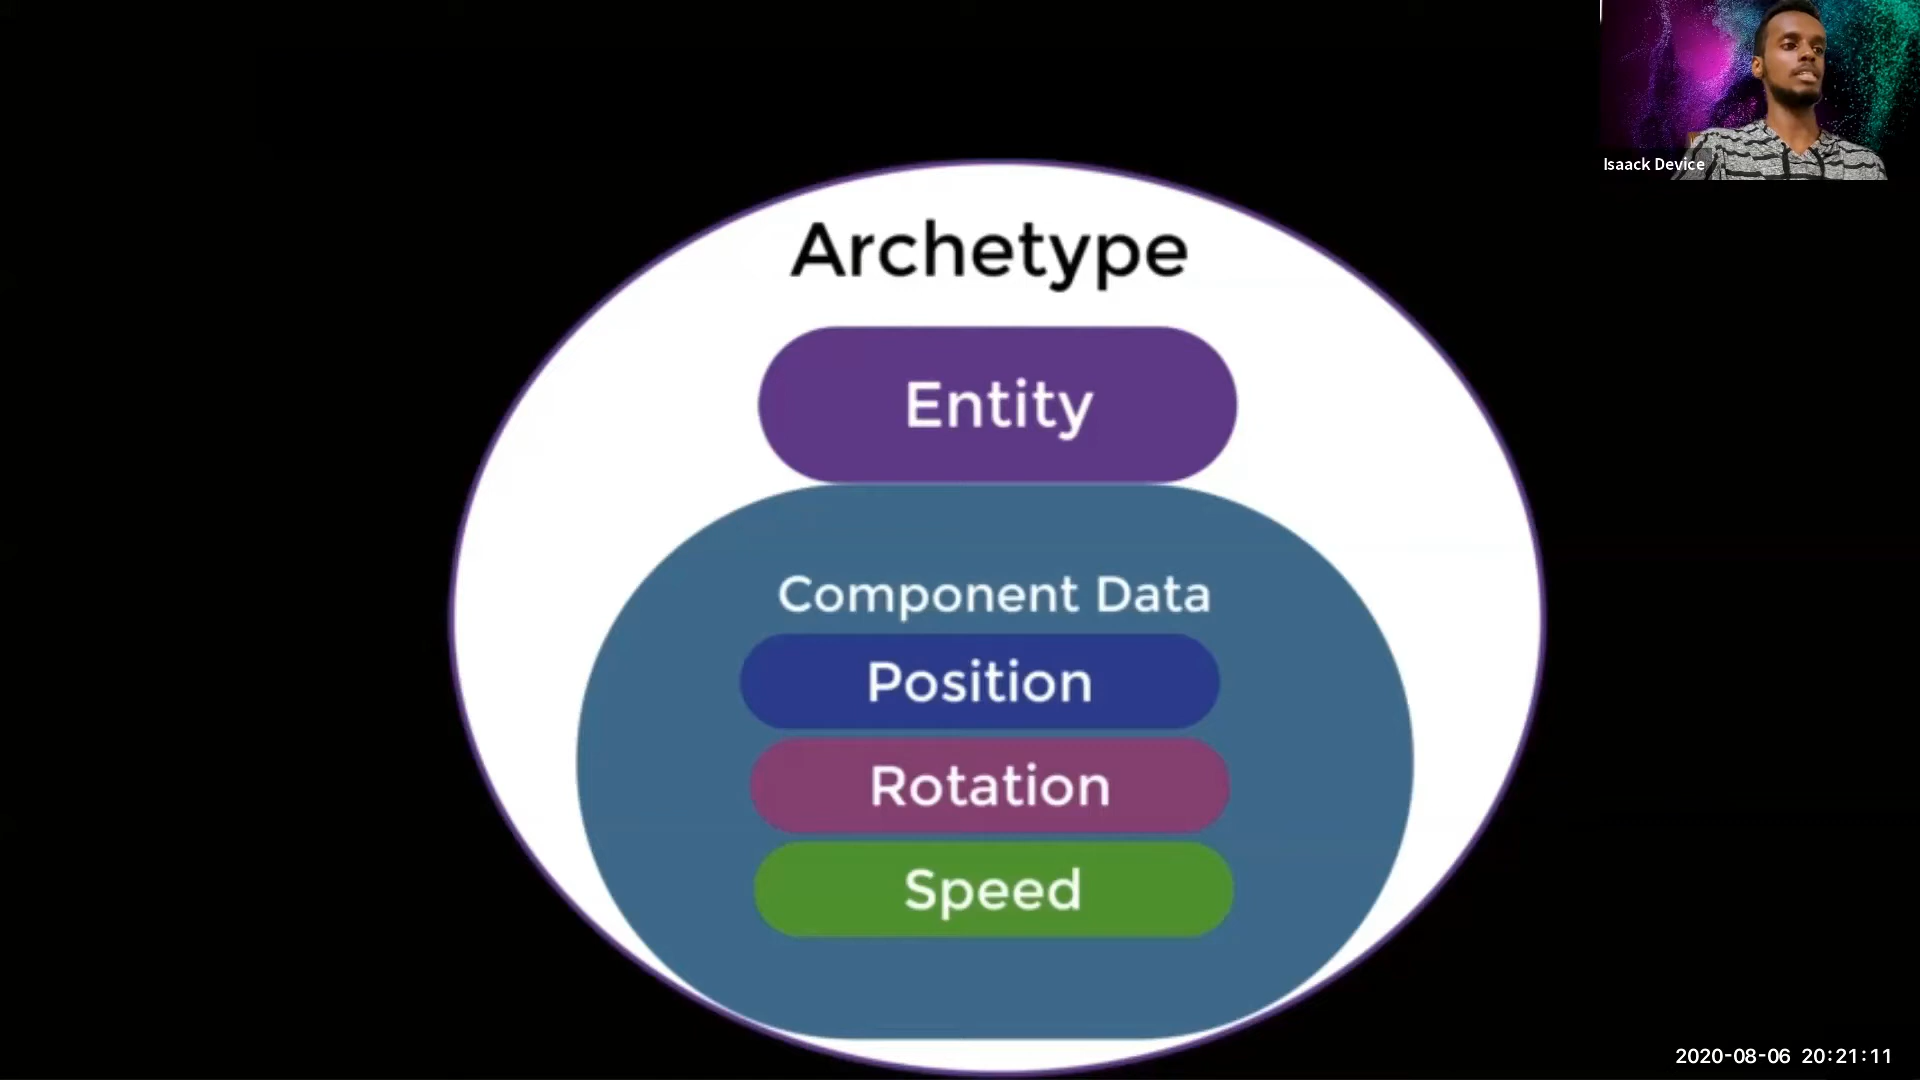 Isaack Device
Archetype
Entity
Component Data
Position
Rotation
Speed
2020-08-06 20:21:11